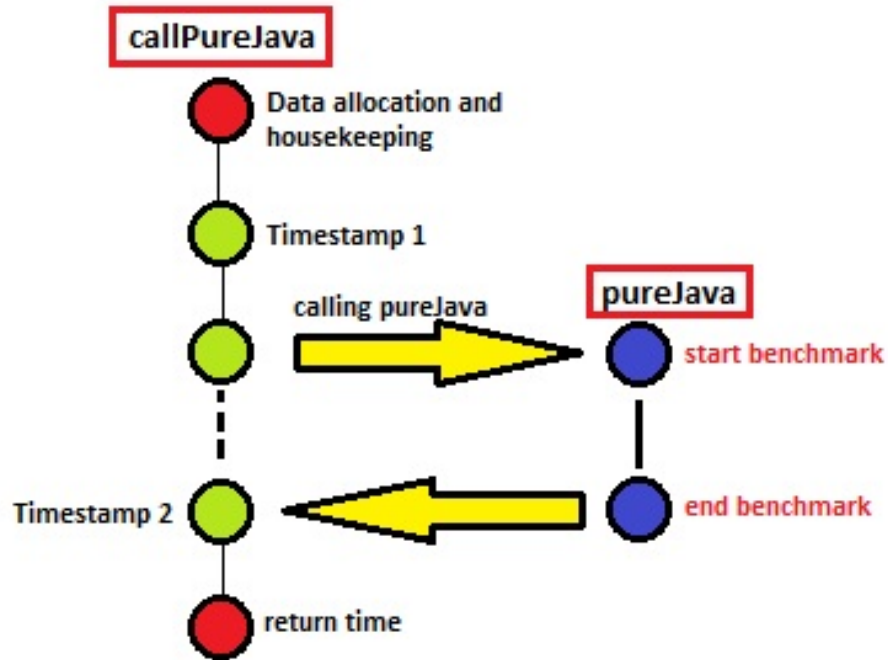 callPureJava
Data allocation and
housekeeping
Timestamp 1
calling pureJava
pureJava
start benchmark
Timestamp 2
end benchmark
return time